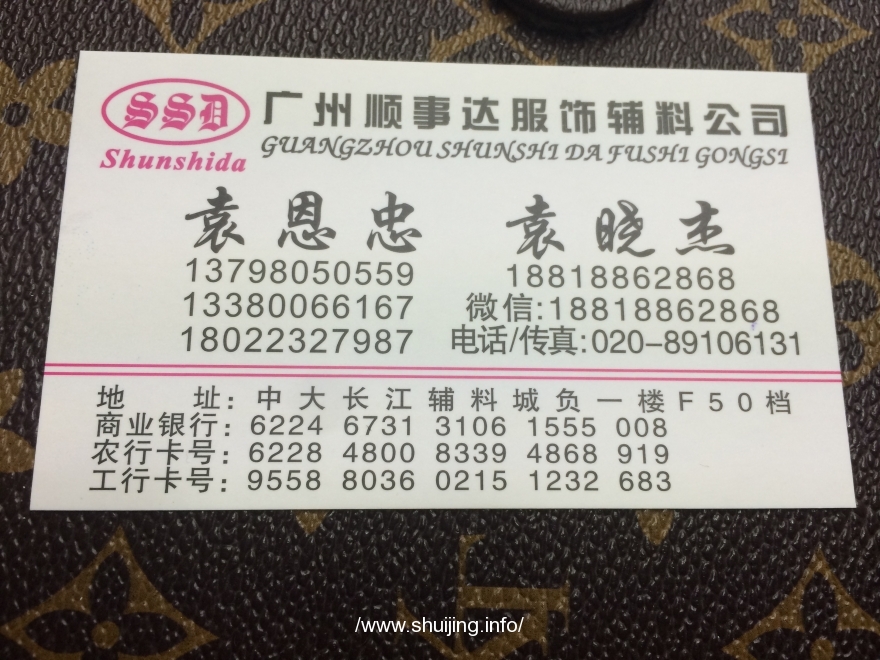 SSD
Shunshida
广州顺事达服饰辅料公司
GUANGZHOU SHUNSHI DA FUSHI GONGSI
袁恩忠 袁晓杰
13798050559 18818862868
13380066167 微信:18818862868
18022327987 电话/传真:020-89106131
地 址:中大长江辅料城负一楼F50档
商业银行:6224 6731 3106 1555 008
农行卡号:6228 4800 8339 4868 919
工行卡号:9558 8036 0215 1232 683
/www.shuijing.info/